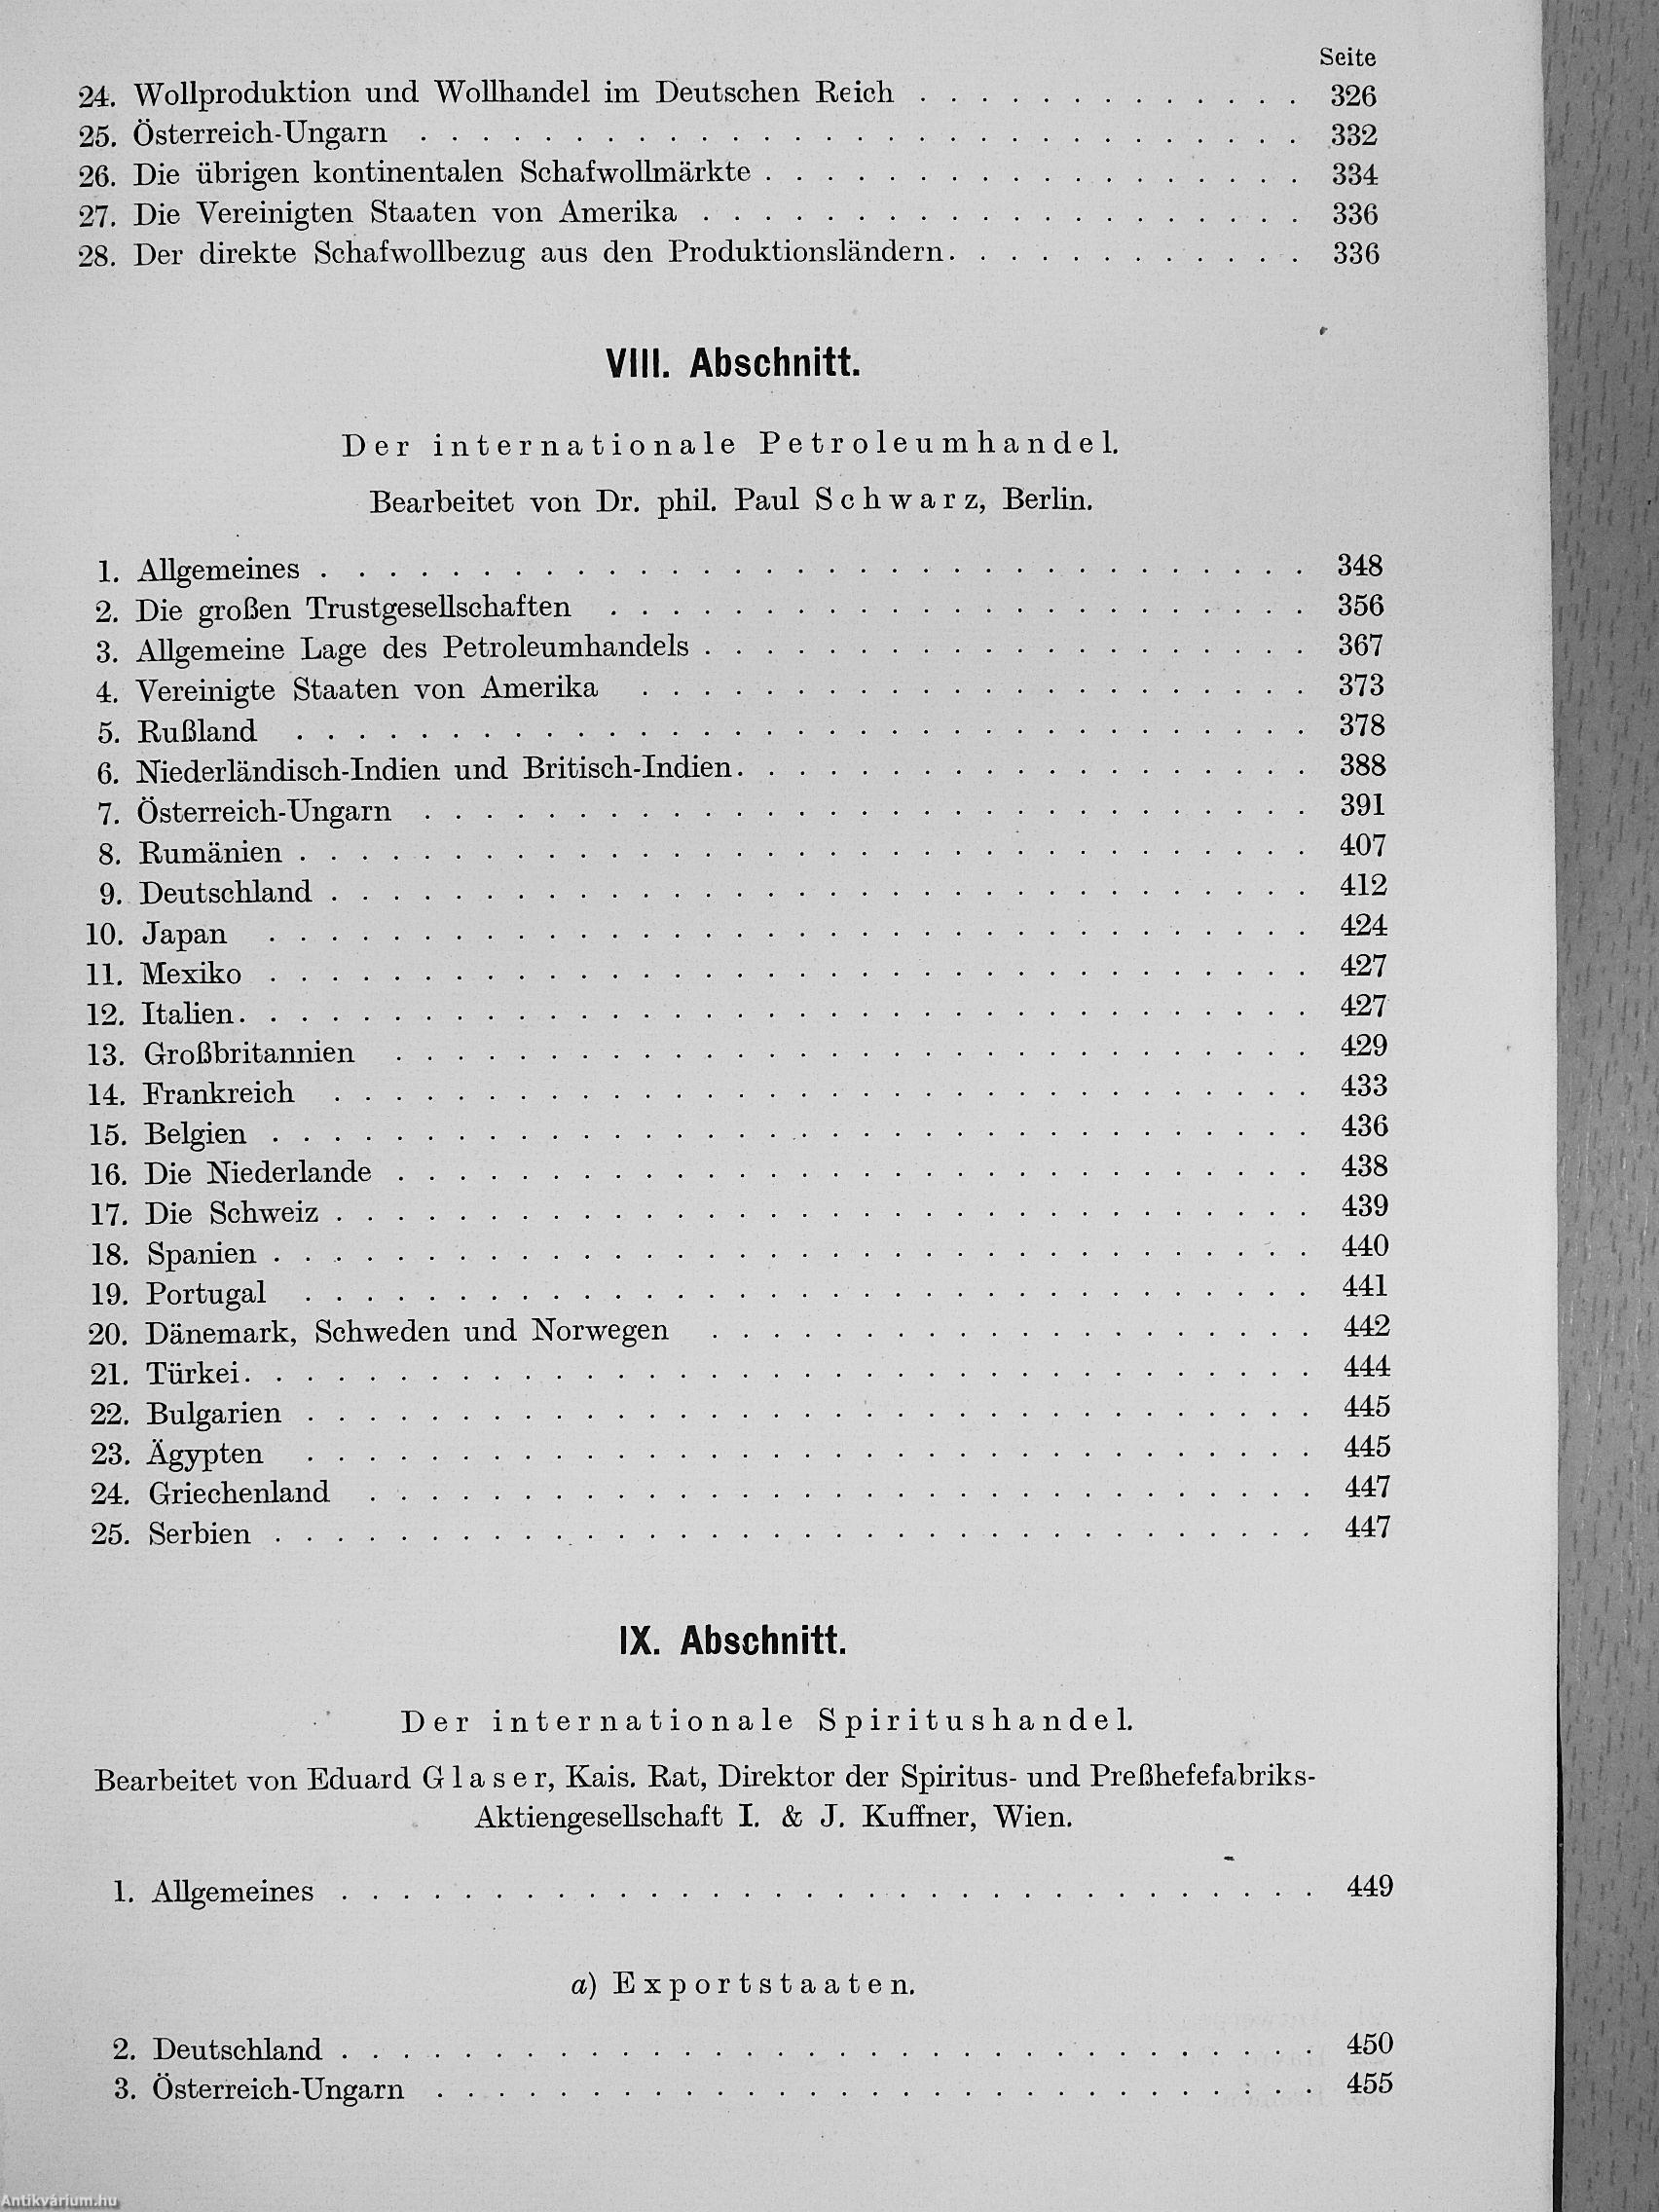 Seite
24. Wollproduktion und Wollhandel im Deutschen Reich . . . . . . . . . . . . . 326
25. Österreich-Ungarn . . . . . . . . . . . . . . . . . . . . . . . . . . . . . 332
26. Die übrigen kontinentalen Schafwollmärkte . . . . . . . . . . . . . . . . . . 334
27. Die Vereinigten Staaten von Amerika . . . . . . . . . . . . . . . . . . . . 336
28. Der direkte Schafwollbezug aus den Produktionsländern . . . . . . . . . . . . 336
VIII. Abschnitt.
Der internationale Petroleumhandel.
Bearbeitet von Dr. phil. Paul Schwarz, Berlin.
1. Allgemeines . . . . . . . . . . . . . . . . . . . . . . . . . . . . . . . . 348
2. Die großen Trustgesellschaften . . . . . . . . . . . . . . . . . . . . . . . 356
3. Allgemeine Lage des Petroleumhandels . . . . . . . . . . . . . . . . . . . . 367
4. Vereinigte Staaten von Amerika . . . . . . . . . . . . . . . . . . . . . . 373
5. Rußland . . . . . . . . . . . . . . . . . . . . . . . . . . . . . . . . . 378
6. Niederländisch-Indien und Britisch-Indien . . . . . . . . . . . . . . . . . . . 388
7. Österreich-Ungarn . . . . . . . . . . . . . . . . . . . . . . . . . . . . . 391
8. Rumänien . . . . . . . . . . . . . . . . . . . . . . . . . . . . . . . . . 407
9. Deutschland . . . . . . . . . . . . . . . . . . . . . . . . . . . . . . . . 412
10. Japan . . . . . . . . . . . . . . . . . . . . . . . . . . . . . . . . . . 424
11. Mexiko . . . . . . . . . . . . . . . . . . . . . . . . . . . . . . . . . . 427
12. Italien . . . . . . . . . . . . . . . . . . . . . . . . . . . . . . . . . . 427
13. Großbritannien . . . . . . . . . . . . . . . . . . . . . . . . . . . . . . 429
14. Frankreich . . . . . . . . . . . . . . . . . . . . . . . . . . . . . . . . 433
15. Belgien . . . . . . . . . . . . . . . . . . . . . . . . . . . . . . . . . . 436
16. Die Niederlande . . . . . . . . . . . . . . . . . . . . . . . . . . . . . . 438
17. Die Schweiz . . . . . . . . . . . . . . . . . . . . . . . . . . . . . . . . 439
18. Spanien . . . . . . . . . . . . . . . . . . . . . . . . . . . . . . . . . . 440
19. Portugal . . . . . . . . . . . . . . . . . . . . . . . . . . . . . . . . . 441
20. Dänemark, Schweden und Norwegen . . . . . . . . . . . . . . . . . . . . 442
21. Türkei . . . . . . . . . . . . . . . . . . . . . . . . . . . . . . . . . . 444
22. Bulgarien . . . . . . . . . . . . . . . . . . . . . . . . . . . . . . . . . 445
23. Ägypten . . . . . . . . . . . . . . . . . . . . . . . . . . . . . . . . . 445
24. Griechenland . . . . . . . . . . . . . . . . . . . . . . . . . . . . . . . 447
25. Serbien . . . . . . . . . . . . . . . . . . . . . . . . . . . . . . . . . . 447
IX. Abschnitt.
Der internationale Spiritushandel.
Bearbeitet von Eduard Glaser, Kais. Rat, Direktor der Spiritus- und Preßhefefabriks-
Aktiengesellschaft I. & J. Kuffner, Wien.
1. Allgemeines . . . . . . . . . . . . . . . . . . . . . . . . . . . . . . . . 449
a) Exportstaaten.
2. Deutschland . . . . . . . . . . . . . . . . . . . . . . . . . . . . . . . . 450
3. Österreich-Ungarn . . . . . . . . . . . . . . . . . . . . . . . . . . . . . 455
Antikvárium.hu